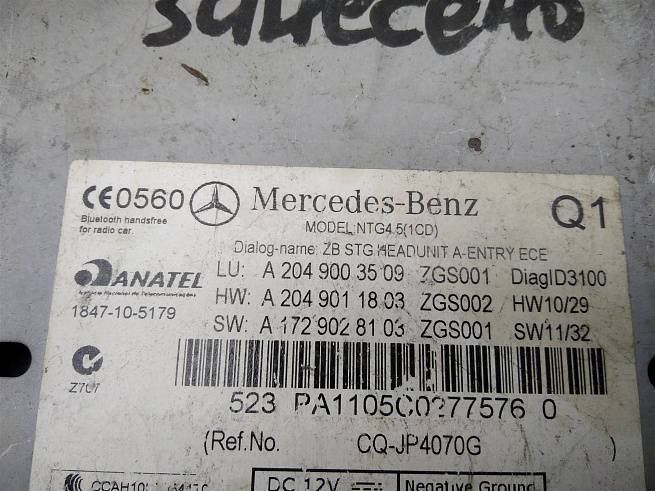 занесено
CE0560 Mercedes-Benz Q1
Bluetooth handsfree
for radio car.
MODEL:NTG4.5(1CD)
Dialog-name: ZB STG HEADUNIT A-ENTRY ECE
ANATEL
LU: A 204 900 35 09 ZGS001 DiagID3100
HW: A 204 901 18 03 ZGS002 HW10/29
1847-10-5179
SW: A 172 902 81 03 ZGS001 SW11/32
Z707
523 PA1105C0277576 0
(Ref.No. CQ-JP4070G )
DC 12V Negative Ground